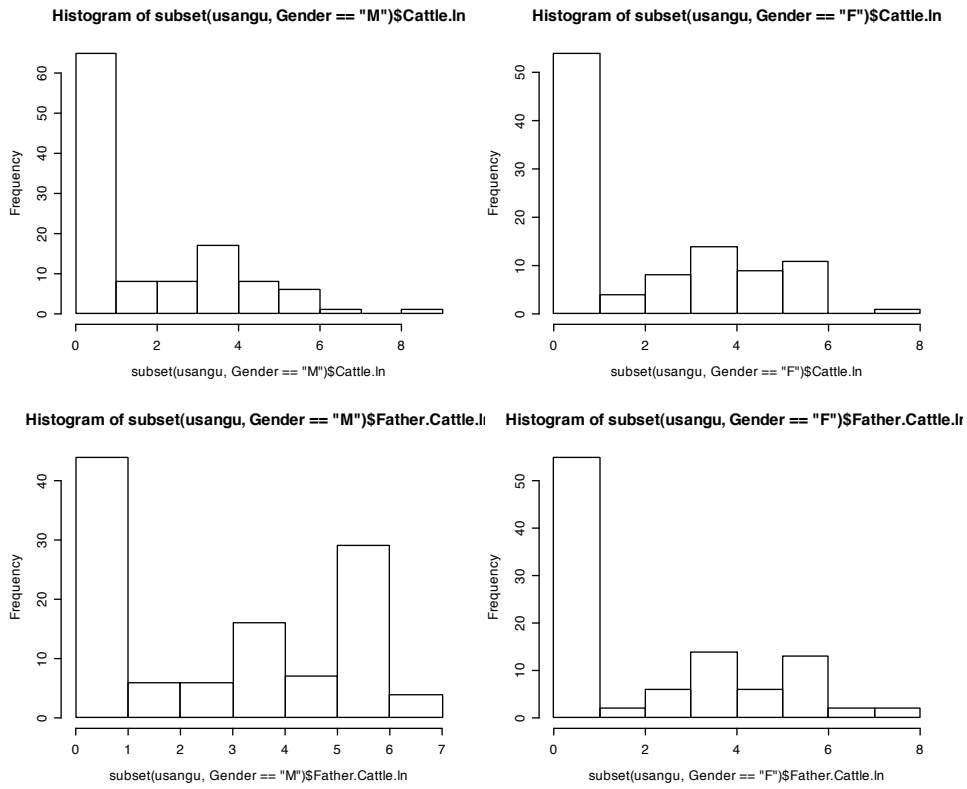 Histogram of subset(usangu, Gender == "M")$Cattle.ln
Frequency
0 10 20 30 40 50 60
0 2 4 6 8
subset(usangu, Gender == "M")$Cattle.ln
Histogram of subset(usangu, Gender == "F")$Cattle.ln
Frequency
0 10 20 30 40 50
0 2 4 6 8
subset(usangu, Gender == "F")$Cattle.ln
Histogram of subset(usangu, Gender == "M")$Father.Cattle.l
Frequency
0 10 20 30 40
0 1 2 3 4 5 6 7
subset(usangu, Gender == "M")$Father.Cattle.ln
Histogram of subset(usangu, Gender == "F")$Father.Cattle.ln
Frequency
0 10 20 30 40 50
0 2 4 6 8
subset(usangu, Gender == "F")$Father.Cattle.ln